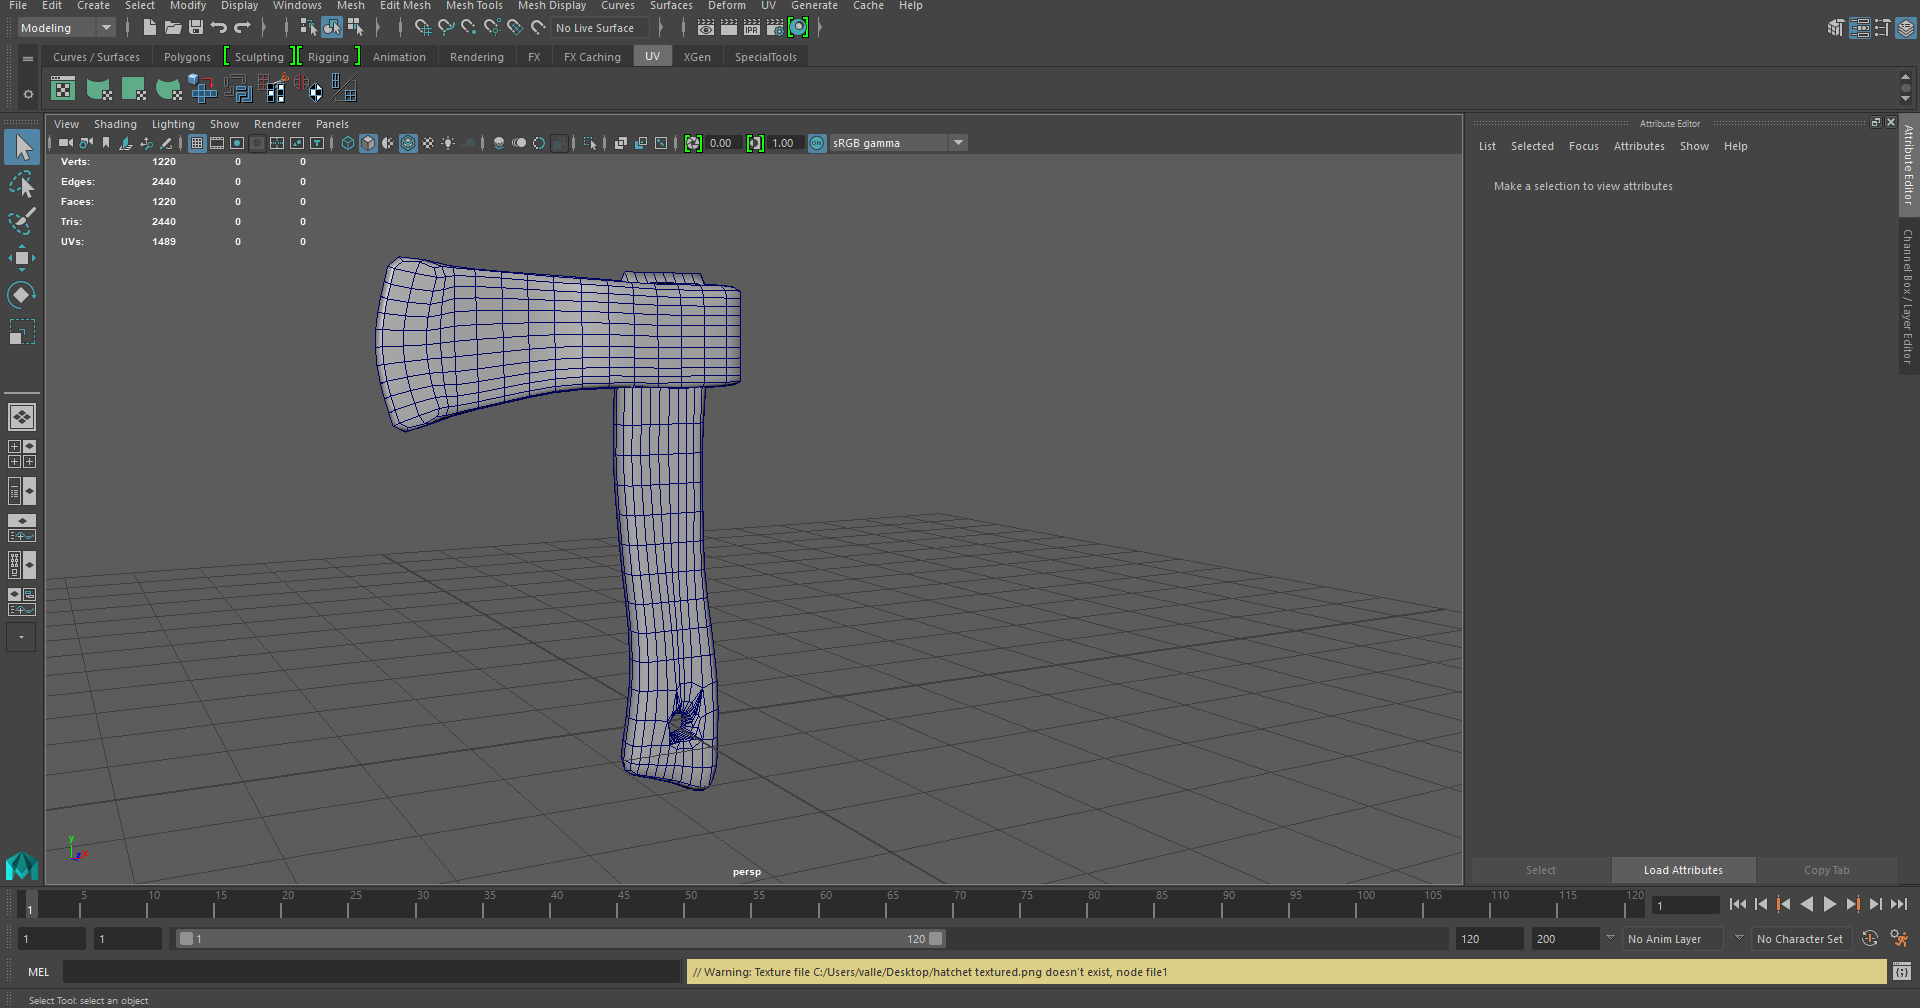 File Edit Create Select Modify Display Windows Mesh Edit Mesh Mesh Tools Mesh Display Curves Surfaces Deform UV Generate Cache Help
Modeling No Live Surface IPR
Curves / Surfaces Polygons Sculpting Rigging Animation Rendering FX FX Caching UV XGen SpecialTools
View Shading Lighting Show Renderer Panels
0.00 1.00 ON sRGB gamma
Verts: 1220 0 0
Edges: 2440 0 0
Faces: 1220 0 0
Tris: 2440 0 0
UVs: 1489 0 0
y
z x
persp
Attribute Editor
List Selected Focus Attributes Show Help
Make a selection to view attributes
Attribute Editor
Channel Box / Layer Editor
Select Load Attributes Copy Tab
1 5 10 15 20 25 30 35 40 45 50 55 60 65 70 75 80 85 90 95 100 105 110 115 120 1
1 1 1 120 120 200 No Anim Layer No Character Set
MEL // Warning: Texture file C:/Users/valle/Desktop/hatchet textured.png doesn't exist, node file1
Select Tool: select an object